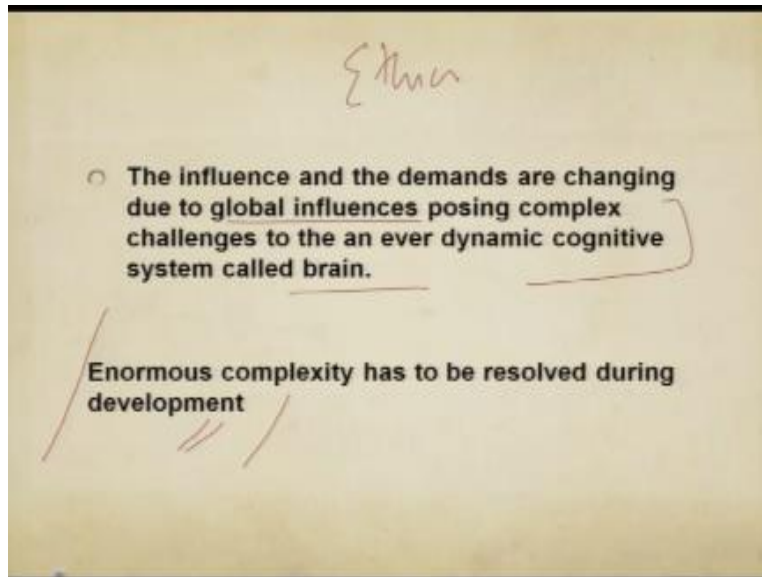 The influence and the demands are changing
due to global influences posing complex
challenges to the an ever dynamic cognitive
system called brain.
Enormous complexity has to be resolved during
development